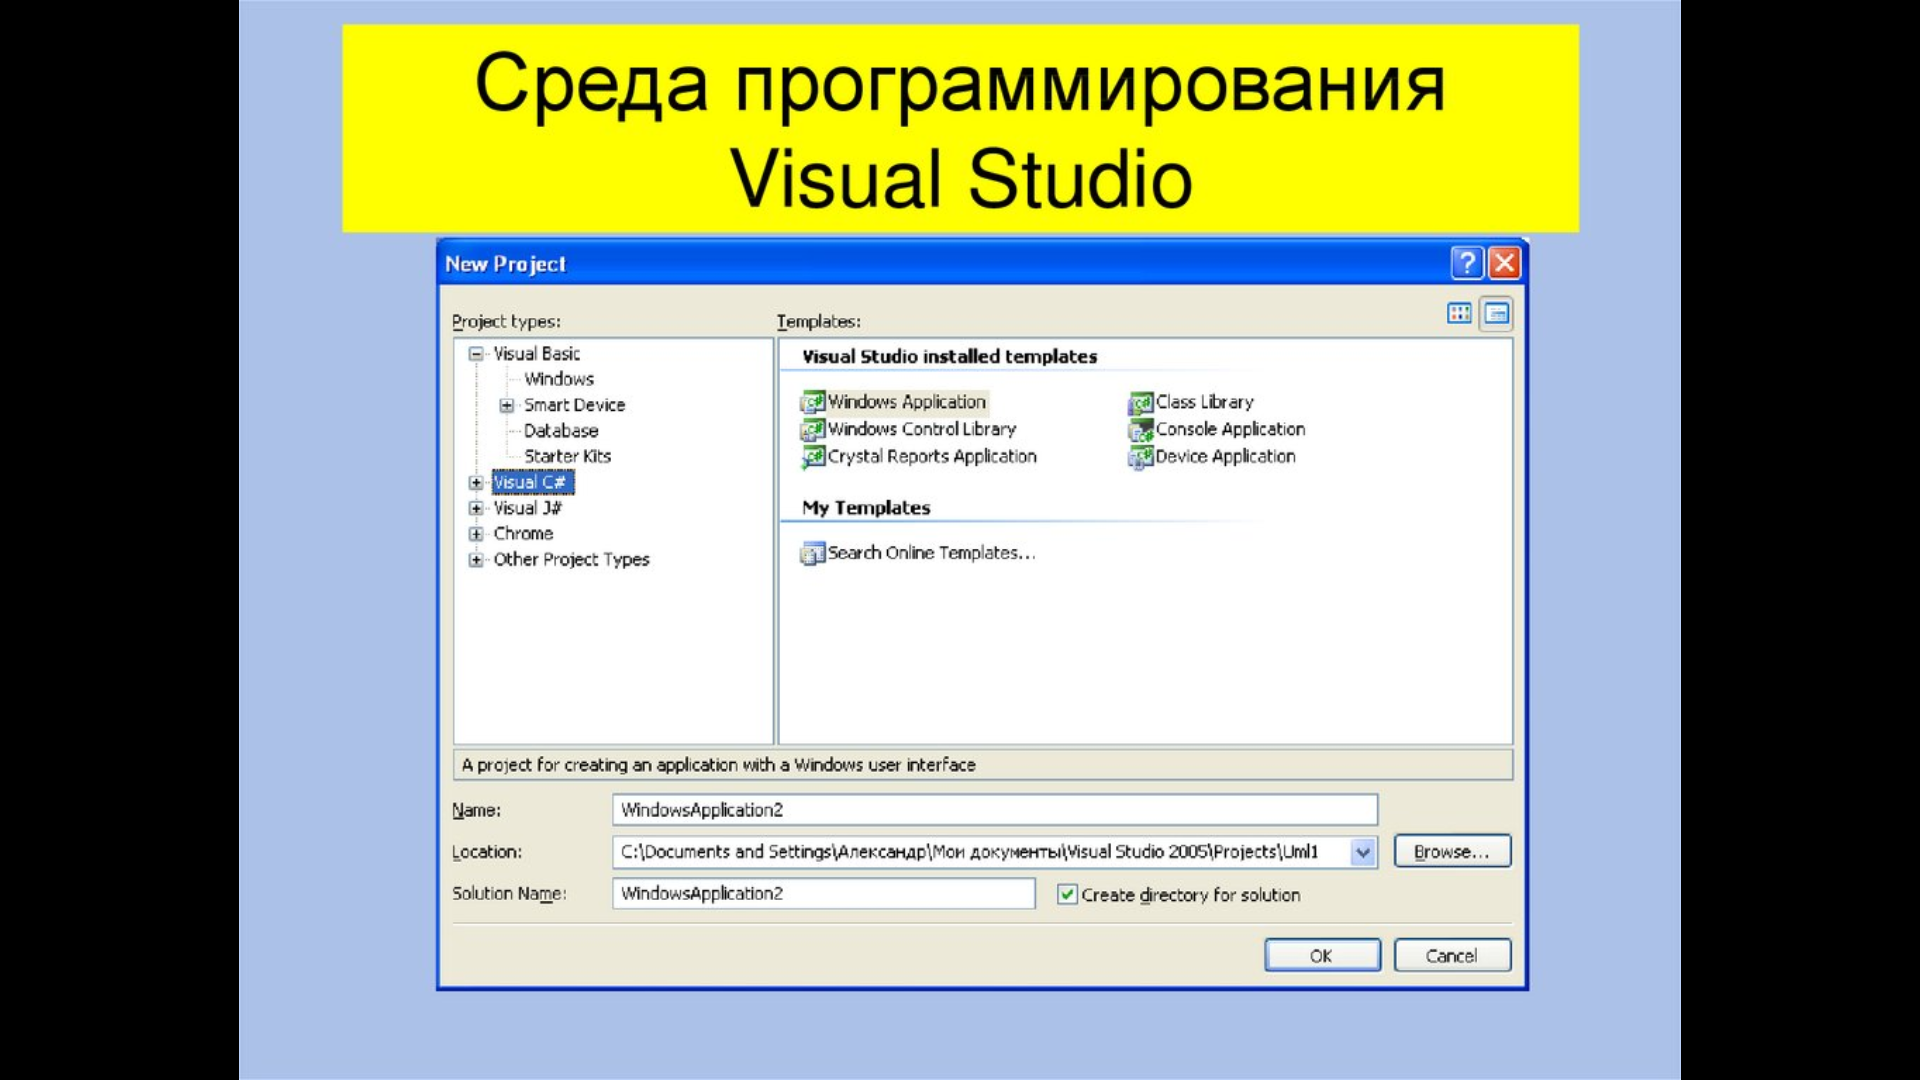 Среда программирования
Visual Studio
New Project
Project types:
Templates:
Visual Basic
Windows
Smart Device
Database
Starter Kits
Visual C#
Visual J#
Chrome
Other Project Types
Visual Studio installed templates
Windows Application
Class Library
Windows Control Library
Console Application
Crystal Reports Application
Device Application
My Templates
Search Online Templates...
A project for creating an application with a Windows user interface
Name:
WindowsApplication2
Location:
C:\Documents and Settings\Александр\Мои документы\Visual Studio 2005\Projects\Uml1
Browse...
Solution Name:
WindowsApplication2
Create directory for solution
OK
Cancel